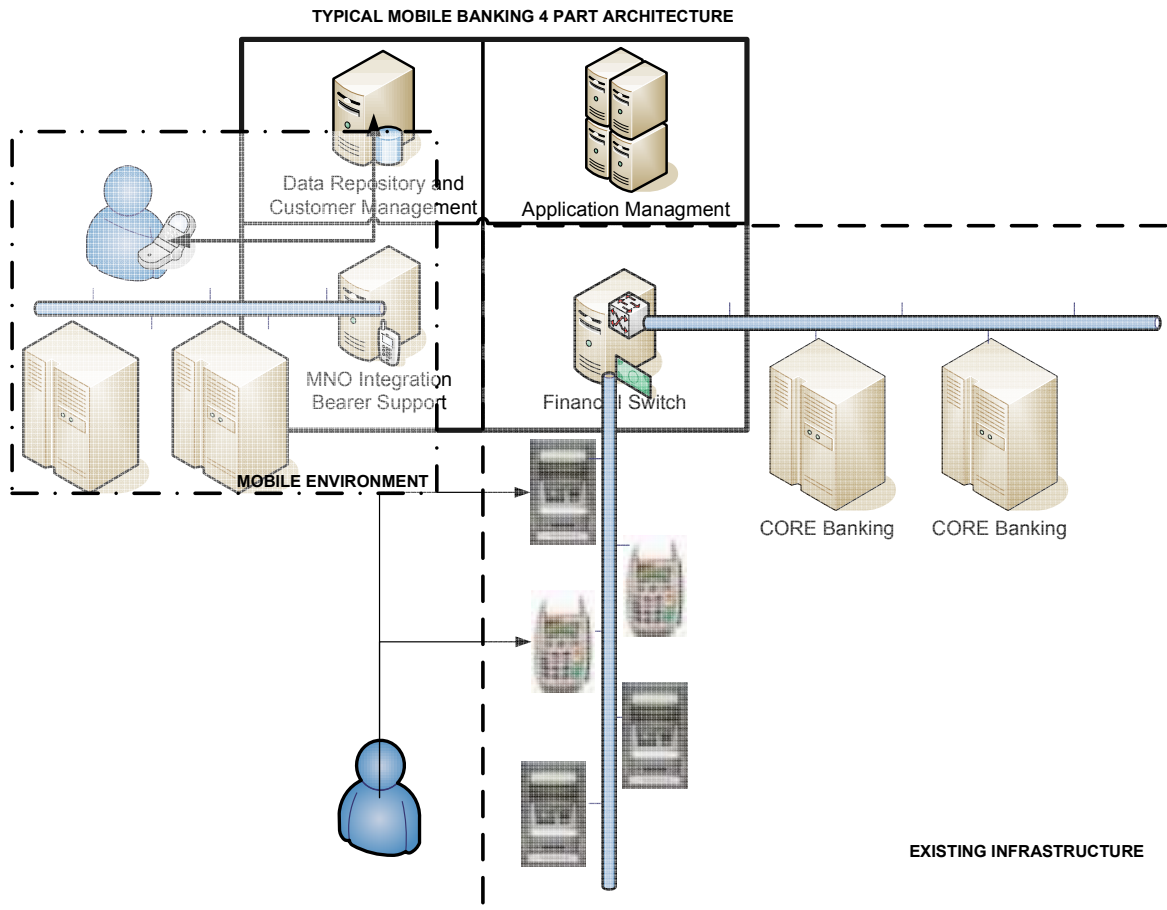 TYPICAL MOBILE BANKING 4 PART ARCHITECTURE
Data Repository and
Customer Management
Application Managment
MNO Integration
Bearer Support
Financial Switch
MOBILE ENVIRONMENT
CORE Banking
CORE Banking
EXISTING INFRASTRUCTURE